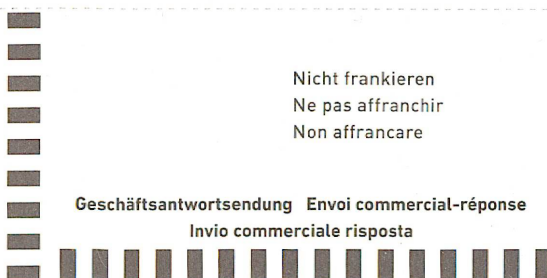 Nicht frankieren
Ne pas affranchir
Non affrancare
Geschäftsantwortsendung Envoi commercial-réponse
Invio commerciale risposta